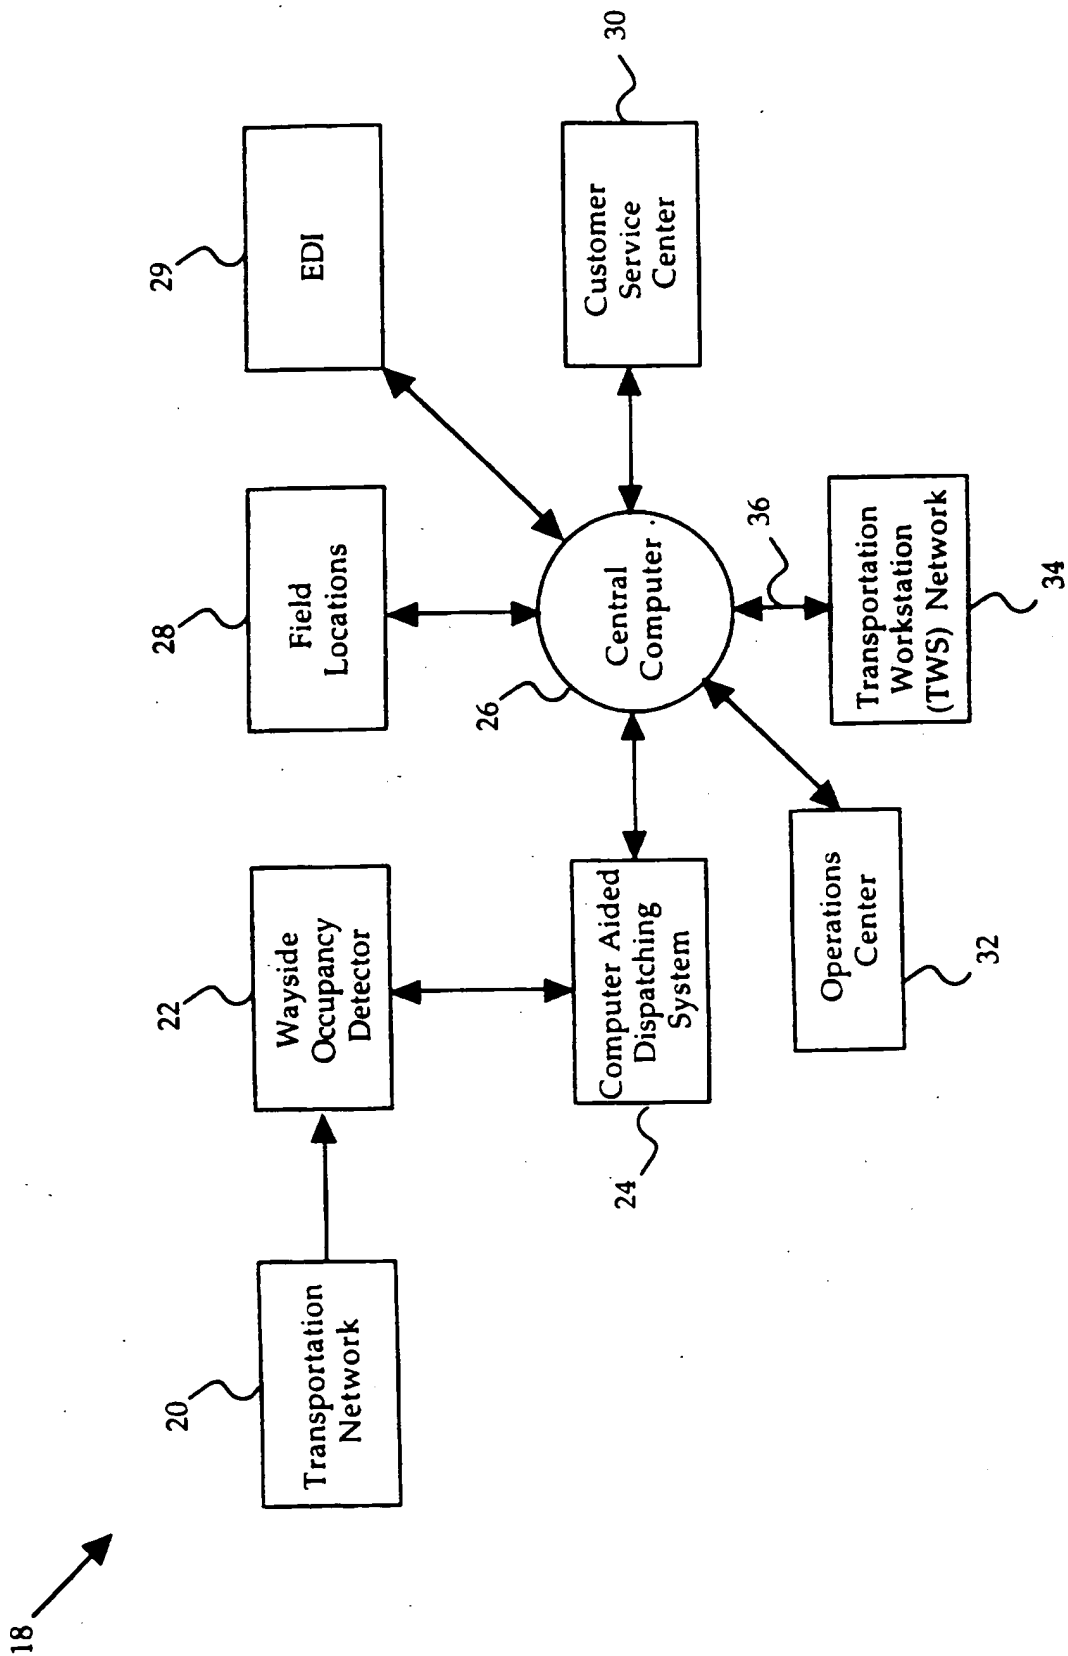 18
20
Transportation
Network
22
Wayside
Occupancy
Detector
28
Field
Locations
29
EDI
24
Computer Aided
Dispatching
System
26
Central
Computer
30
Customer
Service
Center
32
Operations
Center
36
34
Transportation
Workstation
(TWS) Network